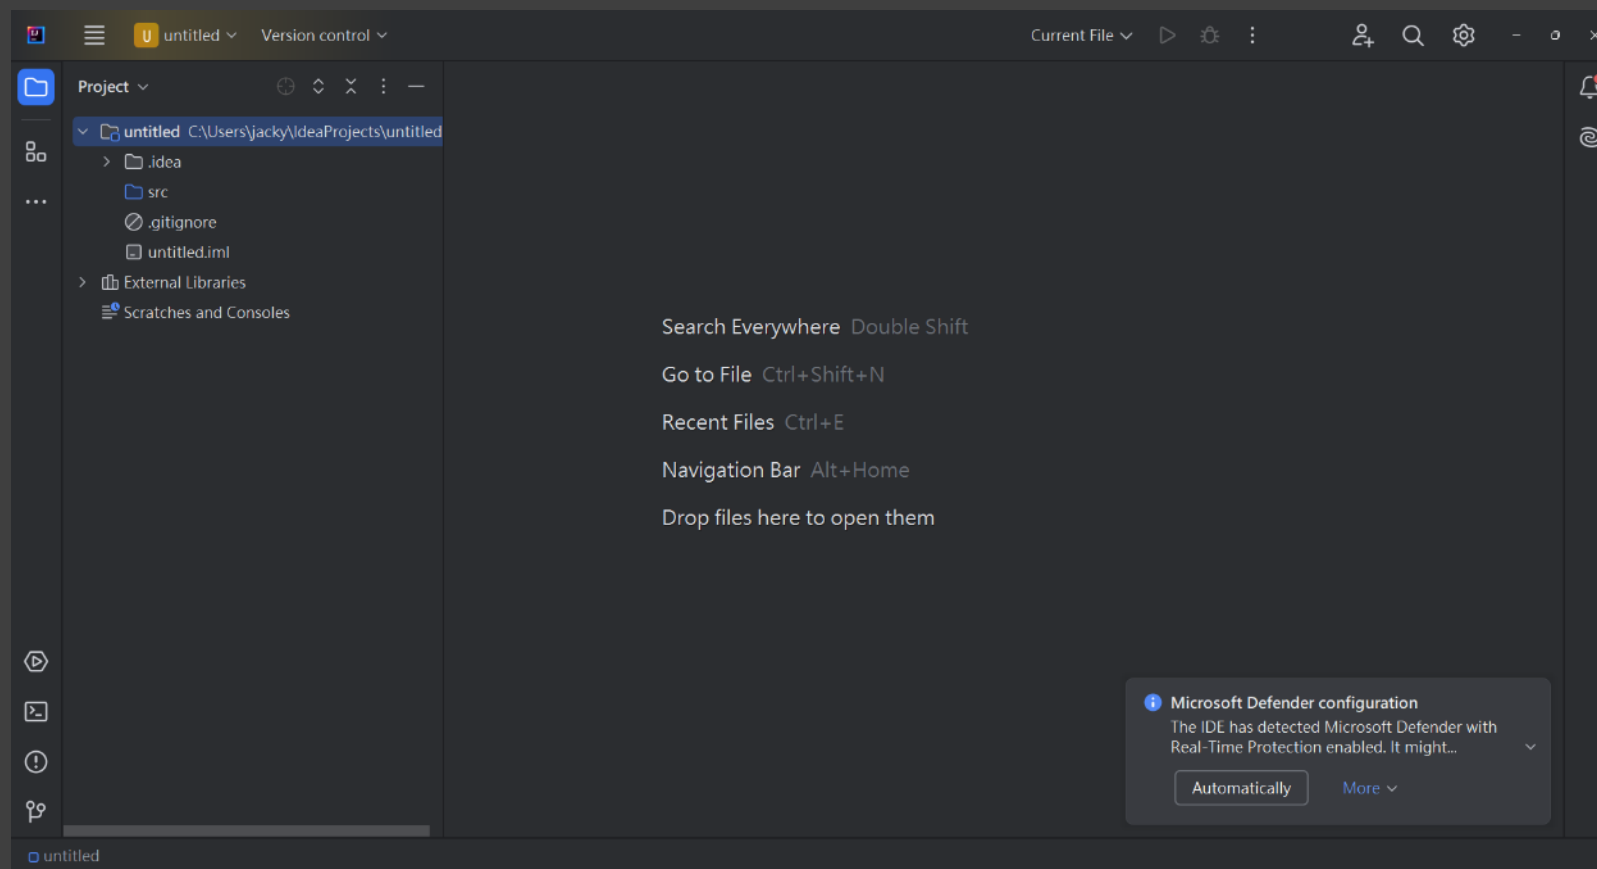 U untitled Version control Current File
Project
untitled C:\Users\jacky\IdeaProjects\untitled
.idea
src
.gitignore
untitled.iml
External Libraries
Scratches and Consoles
Search Everywhere Double Shift
Go to File Ctrl+Shift+N
Recent Files Ctrl+E
Navigation Bar Alt+Home
Drop files here to open them
Microsoft Defender configuration
The IDE has detected Microsoft Defender with
Real-Time Protection enabled. It might...
Automatically More
untitled